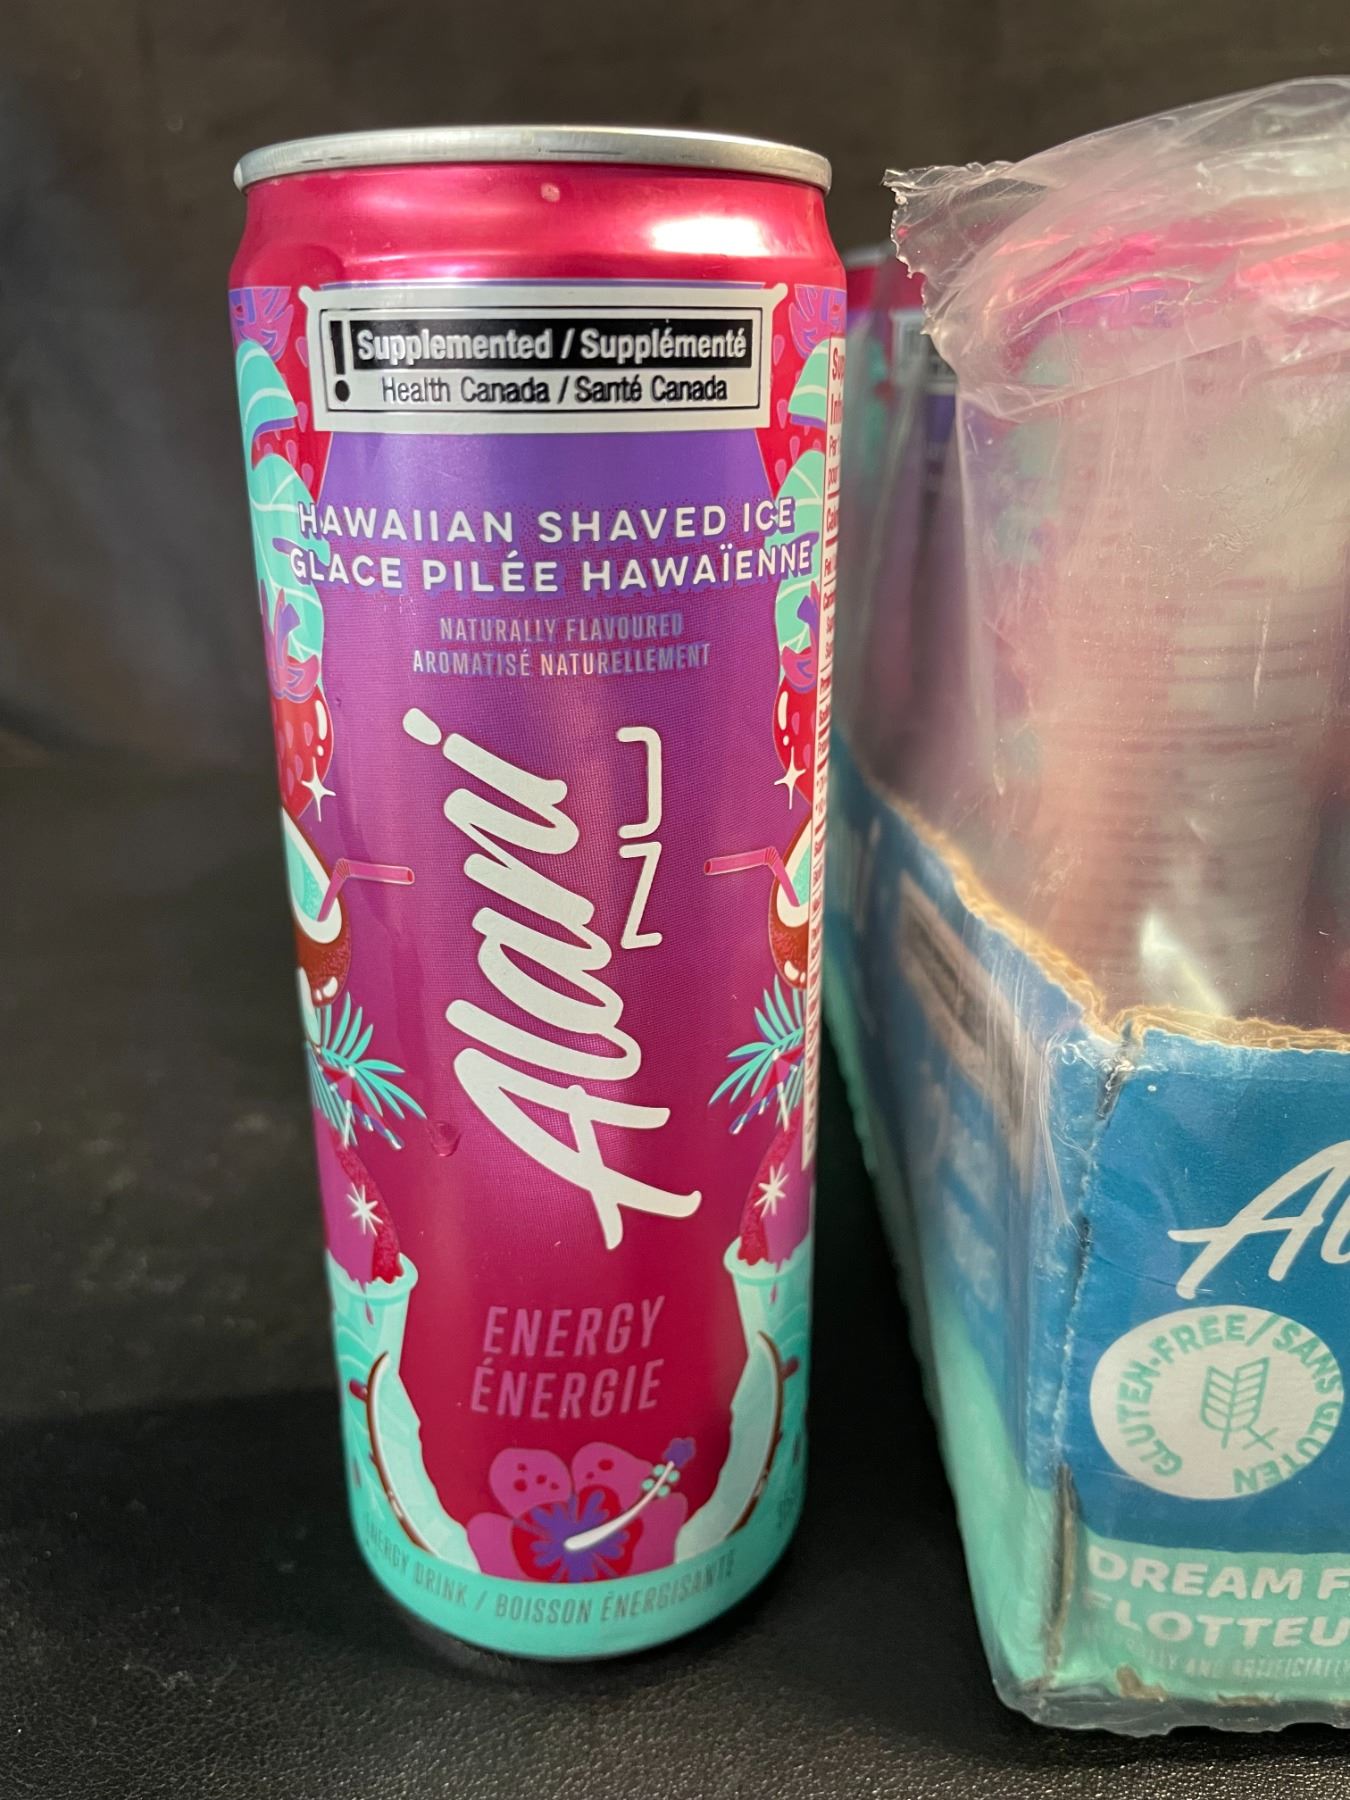 ! Supplemented / Supplémenté
Health Canada / Santé Canada
HAWAIIAN SHAVED ICE
GLACE PILÉE HAWAÏENNE
NATURALLY FLAVOURED
AROMATISÉ NATURELLEMENT
Alani
NU
ENERGY
ÉNERGIE
ENERGY DRINK / BOISSON ÉNERGISANTE
Al
GLUTEN-FREE/SANS GLUTEN
DREAM F
FLOTTEU